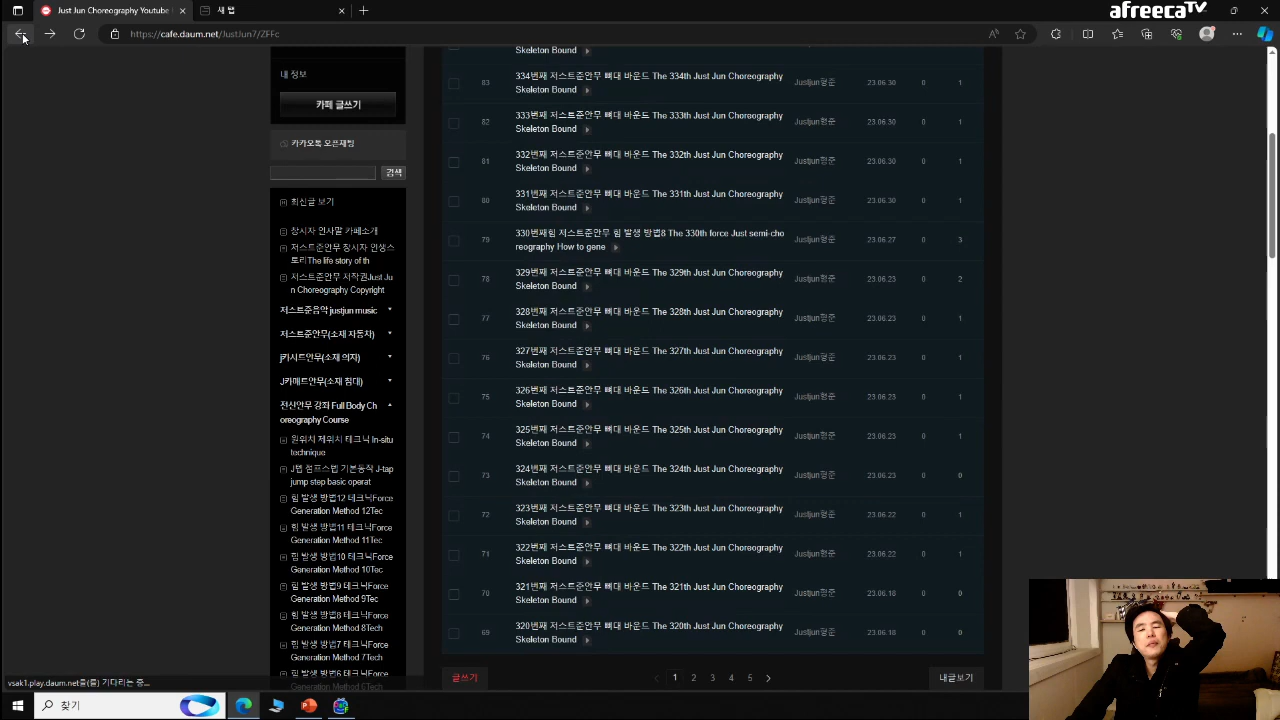 Just Jun Choreography Youtube
새 탭
afreecaTV
https://cafe.daum.net/JustJun7/ZFFc
내 정보
카페 글쓰기
카카오톡 오픈채팅
검색
최신글 보기
창시자 인사말 카페소개
저스트준안무 창시자 인생스
토리The life story of th
저스트준안무 저작권Just Ju
n Choreography Copyright
저스트준음악 justjun music
저스트준안무(소재 자동차)
J카시트안무(소재 의자)
J카매트안무(소재 침대)
전신안무 강좌 Full Body Ch
oreography Course
원위치 제위치 테크닉 In-situ
technique
J탭 점프스텝 기본동작 J-tap
jump step basic operat
힘 발생 방법12 테크닉Force
Generation Method 12Tec
힘 발생 방법11 테크닉Force
Generation Method 11Tec
힘 발생 방법10 테크닉Force
Generation Method 10Tec
힘 발생 방법9 테크닉Force
Generation Method 9Tec
힘 발생 방법8 테크닉Force
Generation Method 8Tech
힘 발생 방법7 테크닉Force
Generation Method 7Tech
힘 발생 방법6 테크닉Force
Generation Method 6Tech
Skeleton Bound
83 334번째 저스트준안무 뼈대 바운드 The 334th Just Jun Choreography Justjun형준 23.06.30 0 1
Skeleton Bound
82 333번째 저스트준안무 뼈대 바운드 The 333th Just Jun Choreography Justjun형준 23.06.30 0 1
Skeleton Bound
81 332번째 저스트준안무 뼈대 바운드 The 332th Just Jun Choreography Justjun형준 23.06.30 0 1
Skeleton Bound
80 331번째 저스트준안무 뼈대 바운드 The 331th Just Jun Choreography Justjun형준 23.06.30 0 1
Skeleton Bound
79 330번째힘 저스트준안무 힘 발생 방법8 The 330th force Just semi-cho Justjun형준 23.06.27 0 3
reography How to gene
78 329번째 저스트준안무 뼈대 바운드 The 329th Just Jun Choreography Justjun형준 23.06.23 0 2
Skeleton Bound
77 328번째 저스트준안무 뼈대 바운드 The 328th Just Jun Choreography Justjun형준 23.06.23 0 1
Skeleton Bound
76 327번째 저스트준안무 뼈대 바운드 The 327th Just Jun Choreography Justjun형준 23.06.23 0 1
Skeleton Bound
75 326번째 저스트준안무 뼈대 바운드 The 326th Just Jun Choreography Justjun형준 23.06.23 0 1
Skeleton Bound
74 325번째 저스트준안무 뼈대 바운드 The 325th Just Jun Choreography Justjun형준 23.06.23 0 1
Skeleton Bound
73 324번째 저스트준안무 뼈대 바운드 The 324th Just Jun Choreography Justjun형준 23.06.23 0 0
Skeleton Bound
72 323번째 저스트준안무 뼈대 바운드 The 323th Just Jun Choreography Justjun형준 23.06.22 0 1
Skeleton Bound
71 322번째 저스트준안무 뼈대 바운드 The 322th Just Jun Choreography Justjun형준 23.06.22 0 1
Skeleton Bound
70 321번째 저스트준안무 뼈대 바운드 The 321th Just Jun Choreography Justjun형준 23.06.18 0 0
Skeleton Bound
69 320번째 저스트준안무 뼈대 바운드 The 320th Just Jun Choreography Justjun형준 23.06.18 0 0
Skeleton Bound
글쓰기
1 2 3 4 5
내글보기
vsak1.play.daum.net을(를) 기다리는 중...
찾기